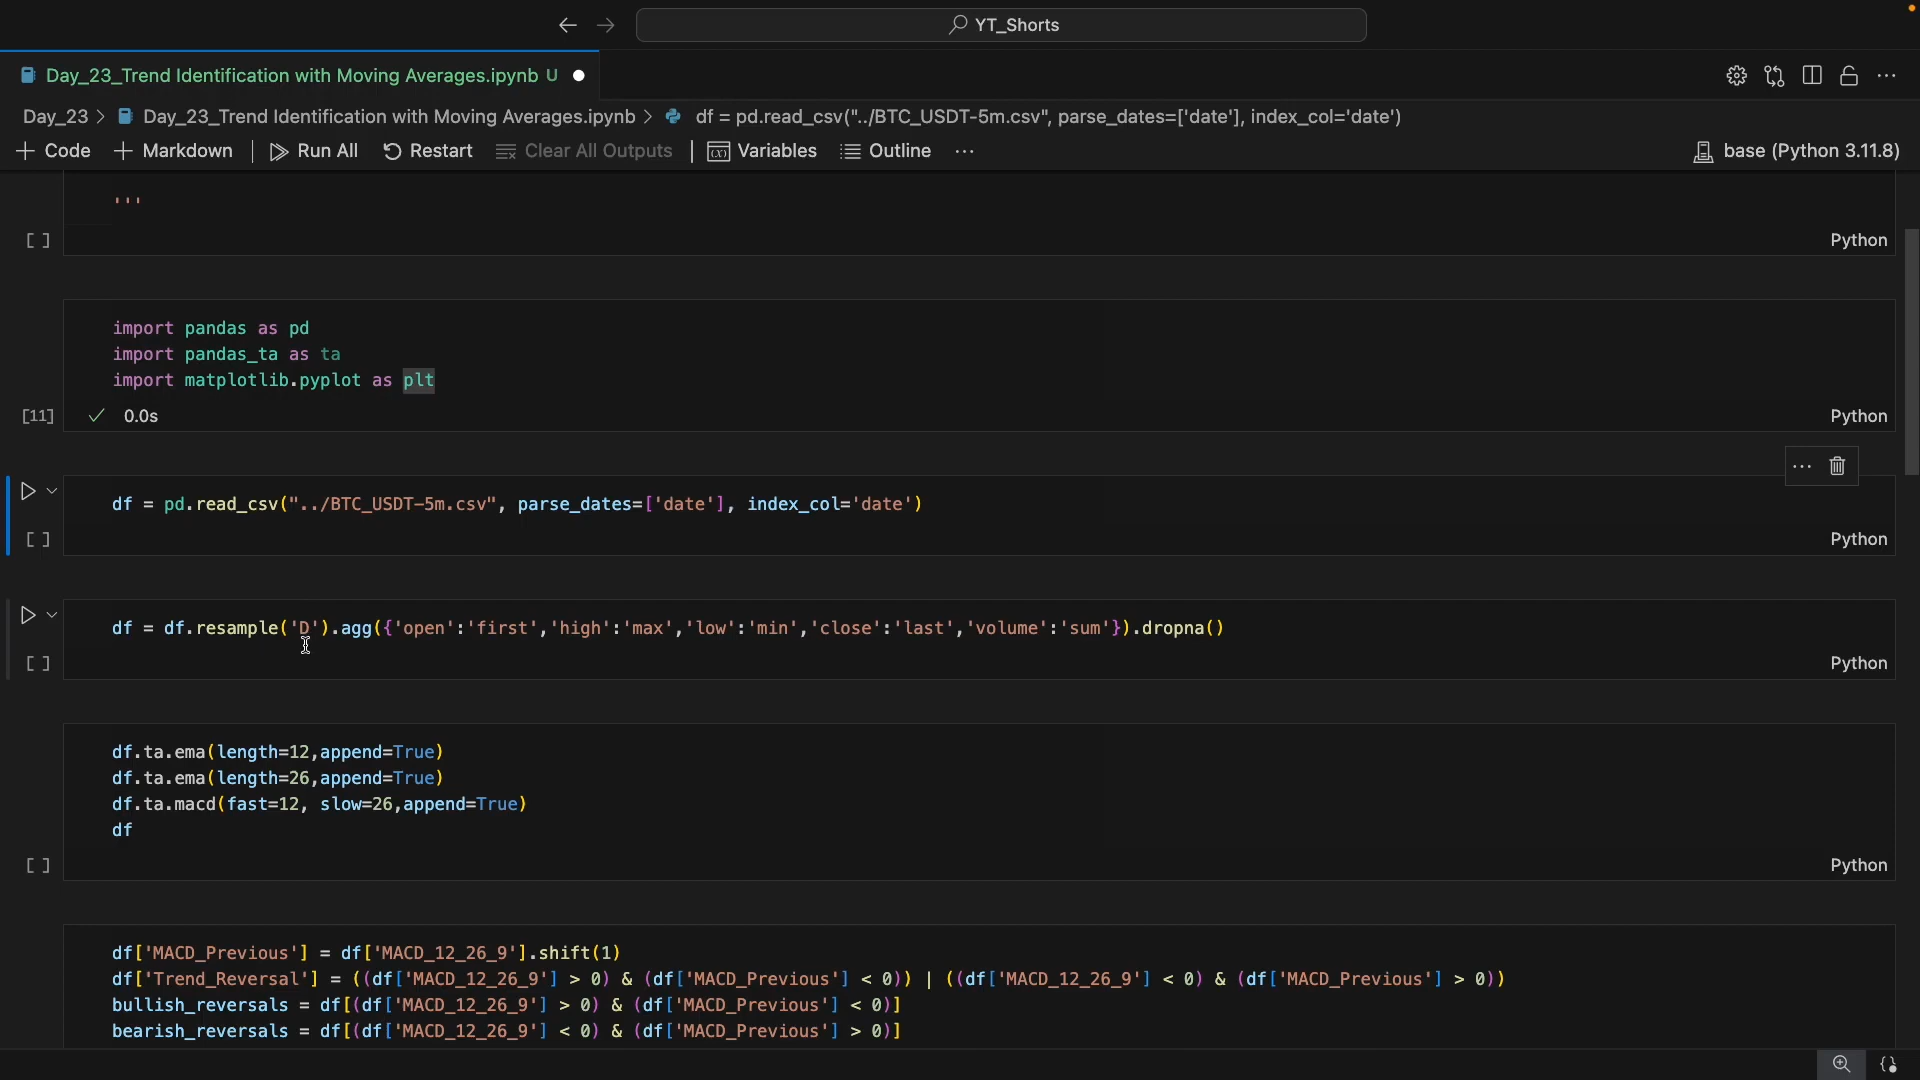 YT_Shorts
Day_23_Trend Identification with Moving Averages.ipynb U
Day_23 > Day_23_Trend Identification with Moving Averages.ipynb > df = pd.read_csv("../BTC_USDT-5m.csv", parse_dates=['date'], index_col='date')
+ Code + Markdown Run All Restart Clear All Outputs Variables Outline ... base (Python 3.11.8)
'''
[ ] Python
import pandas as pd
import pandas_ta as ta
import matplotlib.pyplot as plt
[11] ✓ 0.0s Python
df = pd.read_csv("../BTC_USDT-5m.csv", parse_dates=['date'], index_col='date')
[ ] Python
df = df.resample('D').agg({'open':'first','high':'max','low':'min','close':'last','volume':'sum'}).dropna()
[ ] Python
df.ta.ema(length=12,append=True)
df.ta.ema(length=26,append=True)
df.ta.macd(fast=12, slow=26,append=True)
df
[ ] Python
df['MACD_Previous'] = df['MACD_12_26_9'].shift(1)
df['Trend_Reversal'] = ((df['MACD_12_26_9'] > 0) & (df['MACD_Previous'] < 0)) | ((df['MACD_12_26_9'] < 0) & (df['MACD_Previous'] > 0))
bullish_reversals = df[(df['MACD_12_26_9'] > 0) & (df['MACD_Previous'] < 0)]
bearish_reversals = df[(df['MACD_12_26_9'] < 0) & (df['MACD_Previous'] > 0)]